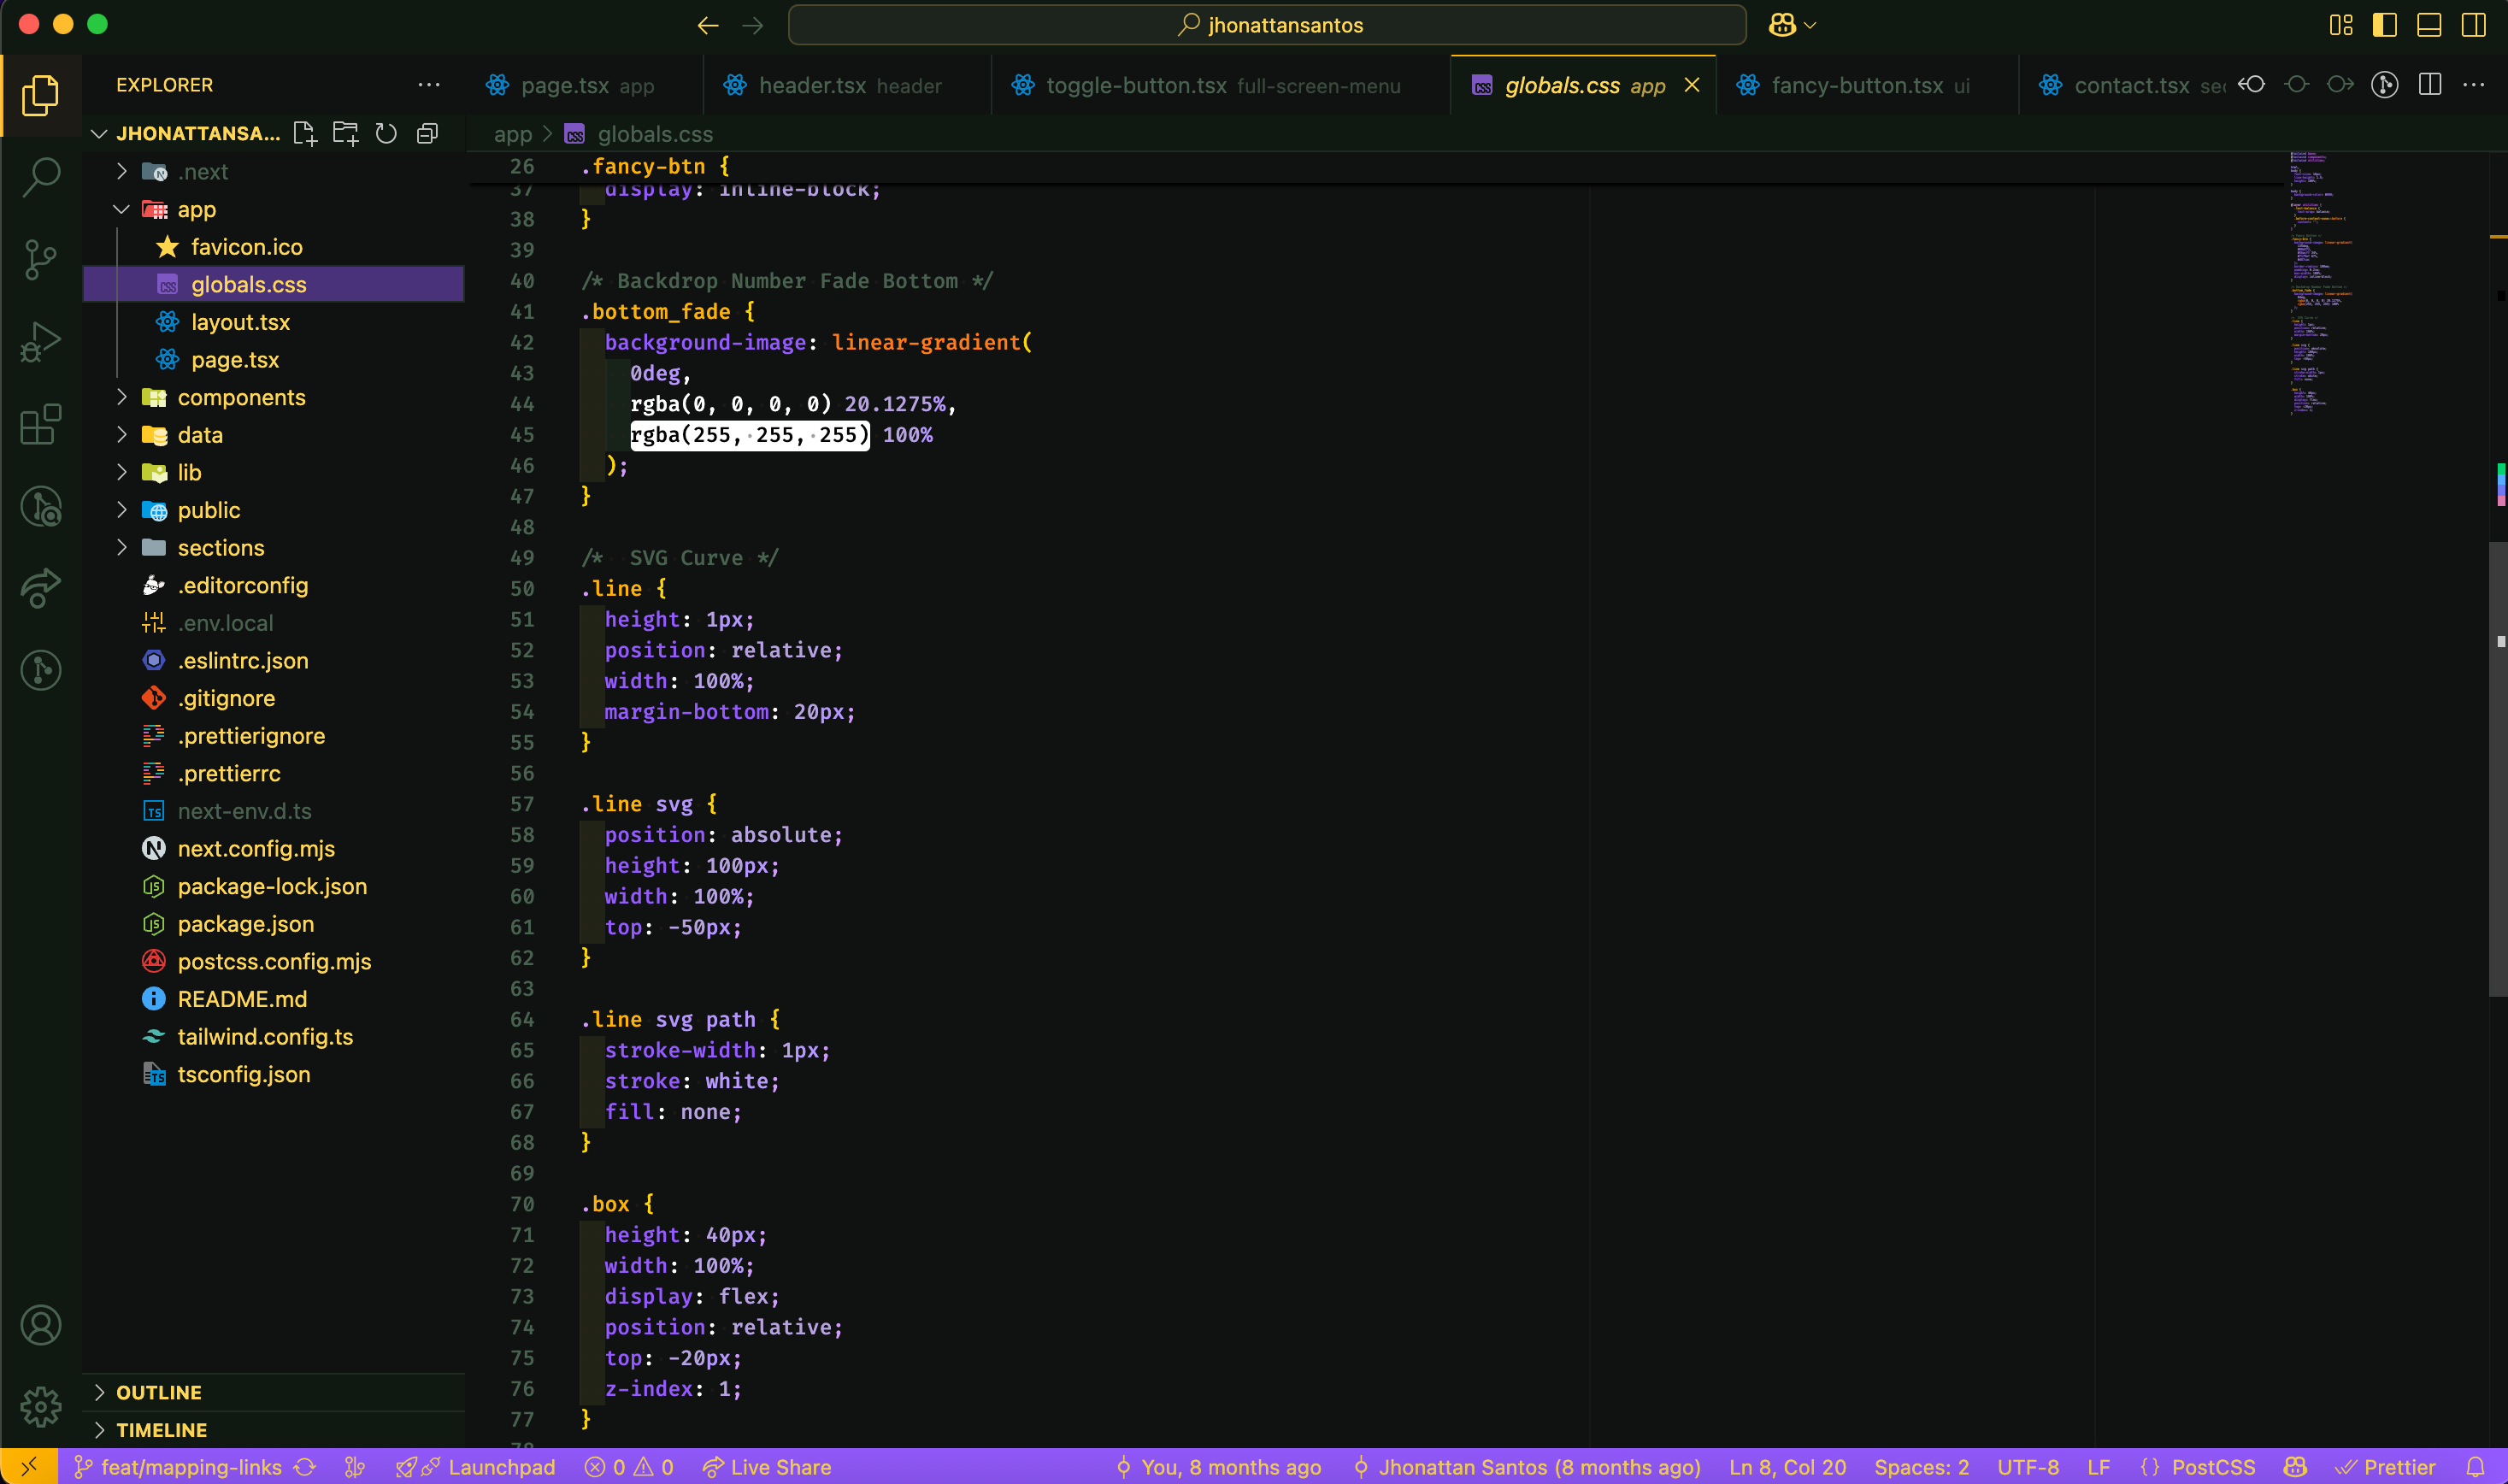 jhonattansantos
EXPLORER
page.tsx app
header.tsx header
toggle-button.tsx full-screen-menu
globals.css app
fancy-button.tsx ui
contact.tsx
JHONATTANSA...
.next
app
favicon.ico
globals.css
layout.tsx
page.tsx
components
data
lib
public
sections
.editorconfig
.env.local
.eslintrc.json
.gitignore
.prettierignore
.prettierrc
next-env.d.ts
next.config.mjs
package-lock.json
package.json
postcss.config.mjs
README.md
tailwind.config.ts
tsconfig.json
OUTLINE
TIMELINE
app > globals.css
26 .fancy-btn {
37 display: inline-block;
38 }
39
40 /* Backdrop Number Fade Bottom */
41 .bottom_fade {
42 background-image: linear-gradient(
43 0deg,
44 rgba(0, 0, 0, 0) 20.1275%,
45 rgba(255, 255, 255) 100%
46 );
47 }
48
49 /*  SVG Curve */
50 .line {
51 height: 1px;
52 position: relative;
53 width: 100%;
54 margin-bottom: 20px;
55 }
56
57 .line svg {
58 position: absolute;
59 height: 100px;
60 width: 100%;
61 top: -50px;
62 }
63
64 .line svg path {
65 stroke-width: 1px;
66 stroke: white;
67 fill: none;
68 }
69
70 .box {
71 height: 40px;
72 width: 100%;
73 display: flex;
74 position: relative;
75 top: -20px;
76 z-index: 1;
77 }
feat/mapping-links Launchpad 0 0 Live Share You, 8 months ago Jhonattan Santos (8 months ago) Ln 8, Col 20 Spaces: 2 UTF-8 LF {} PostCSS Prettier